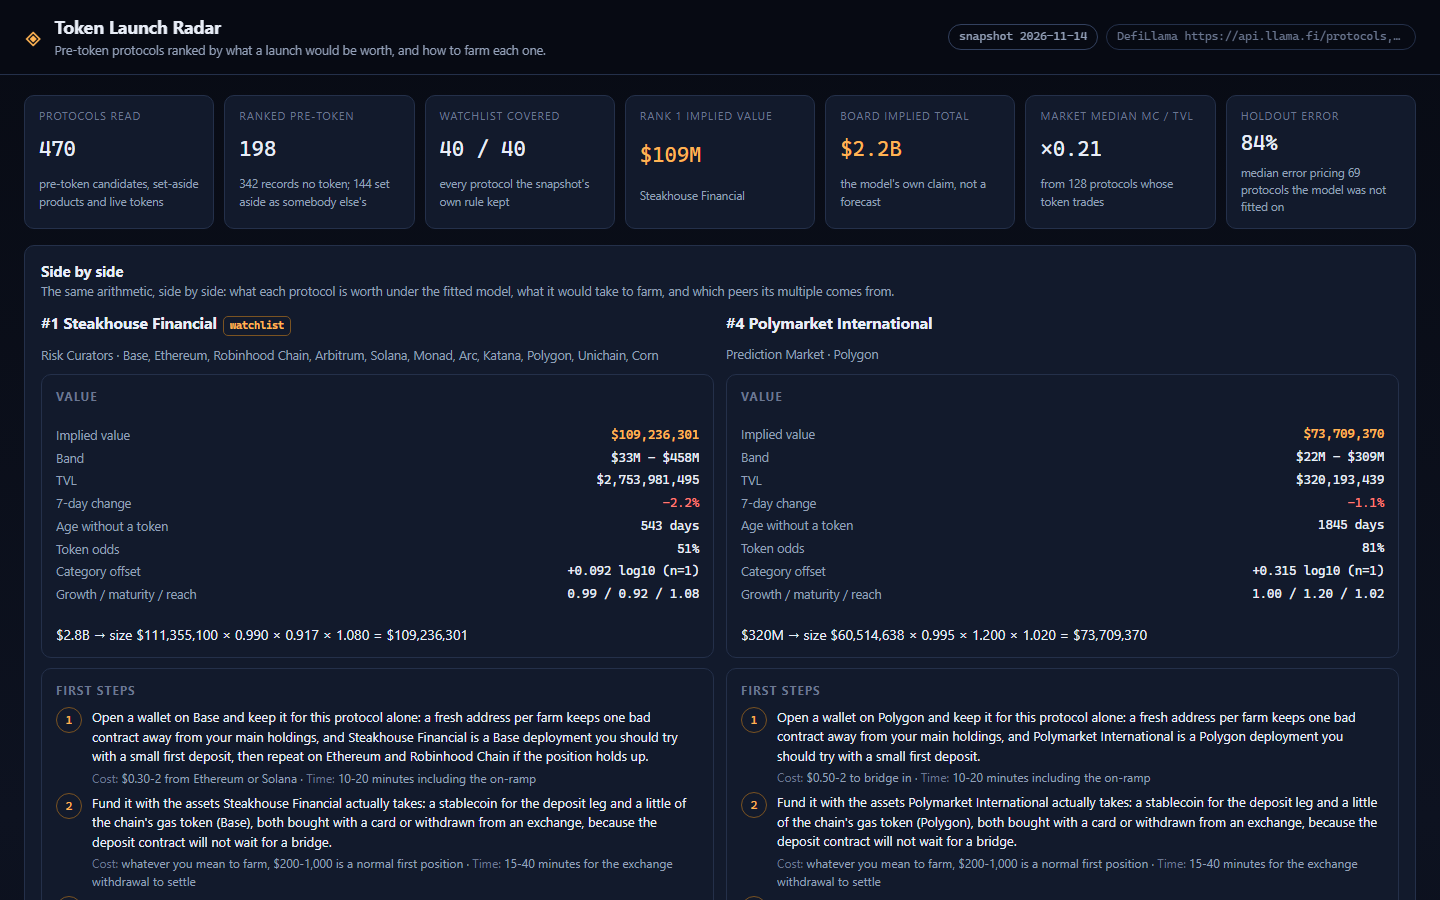 Token Launch Radar
Pre-token protocols ranked by what a launch would be worth, and how to farm each one.
snapshot 2026-11-14
DefiLlama https://api.llama.fi/protocols,…
PROTOCOLS READ
470
pre-token candidates, set-aside
products and live tokens
RANKED PRE-TOKEN
198
342 records no token; 144 set
aside as somebody else's
WATCHLIST COVERED
40 / 40
every protocol the snapshot's
own rule kept
RANK 1 IMPLIED VALUE
$109M
Steakhouse Financial
BOARD IMPLIED TOTAL
$2.2B
the model's own claim, not a
forecast
MARKET MEDIAN MC / TVL
×0.21
from 128 protocols whose
token trades
HOLDOUT ERROR
84%
median error pricing 69
protocols the model was not
fitted on
Side by side
The same arithmetic, side by side: what each protocol is worth under the fitted model, what it would take to farm, and which peers its multiple comes from.
#1 Steakhouse Financial watchlist
Risk Curators · Base, Ethereum, Robinhood Chain, Arbitrum, Solana, Monad, Arc, Katana, Polygon, Unichain, Corn
VALUE
Implied value $109,236,301
Band $33M – $458M
TVL $2,753,981,495
7-day change −2.2%
Age without a token 543 days
Token odds 51%
Category offset +0.092 log10 (n=1)
Growth / maturity / reach 0.99 / 0.92 / 1.08
$2.8B → size $111,355,100 × 0.990 × 0.917 × 1.080 = $109,236,301
FIRST STEPS
1 Open a wallet on Base and keep it for this protocol alone: a fresh address per farm keeps one bad
contract away from your main holdings, and Steakhouse Financial is a Base deployment you should try
with a small first deposit, then repeat on Ethereum and Robinhood Chain if the position holds up.
Cost: $0.30-2 from Ethereum or Solana · Time: 10-20 minutes including the on-ramp
2 Fund it with the assets Steakhouse Financial actually takes: a stablecoin for the deposit leg and a little of
the chain's gas token (Base), both bought with a card or withdrawn from an exchange, because the
deposit contract will not wait for a bridge.
Cost: whatever you mean to farm, $200-1,000 is a normal first position · Time: 15-40 minutes for the exchange
withdrawal to settle
#4 Polymarket International
Prediction Market · Polygon
VALUE
Implied value $73,709,370
Band $22M – $309M
TVL $320,193,439
7-day change −1.1%
Age without a token 1845 days
Token odds 81%
Category offset +0.315 log10 (n=1)
Growth / maturity / reach 1.00 / 1.20 / 1.02
$320M → size $60,514,638 × 0.995 × 1.200 × 1.020 = $73,709,370
FIRST STEPS
1 Open a wallet on Polygon and keep it for this protocol alone: a fresh address per farm keeps one bad
contract away from your main holdings, and Polymarket International is a Polygon deployment you
should try with a small first deposit.
Cost: $0.50-2 to bridge in · Time: 10-20 minutes including the on-ramp
2 Fund it with the assets Polymarket International actually takes: a stablecoin for the deposit leg and a little
of the chain's gas token (Polygon), both bought with a card or withdrawn from an exchange, because the
deposit contract will not wait for a bridge.
Cost: whatever you mean to farm, $200-1,000 is a normal first position · Time: 15-40 minutes for the exchange
withdrawal to settle